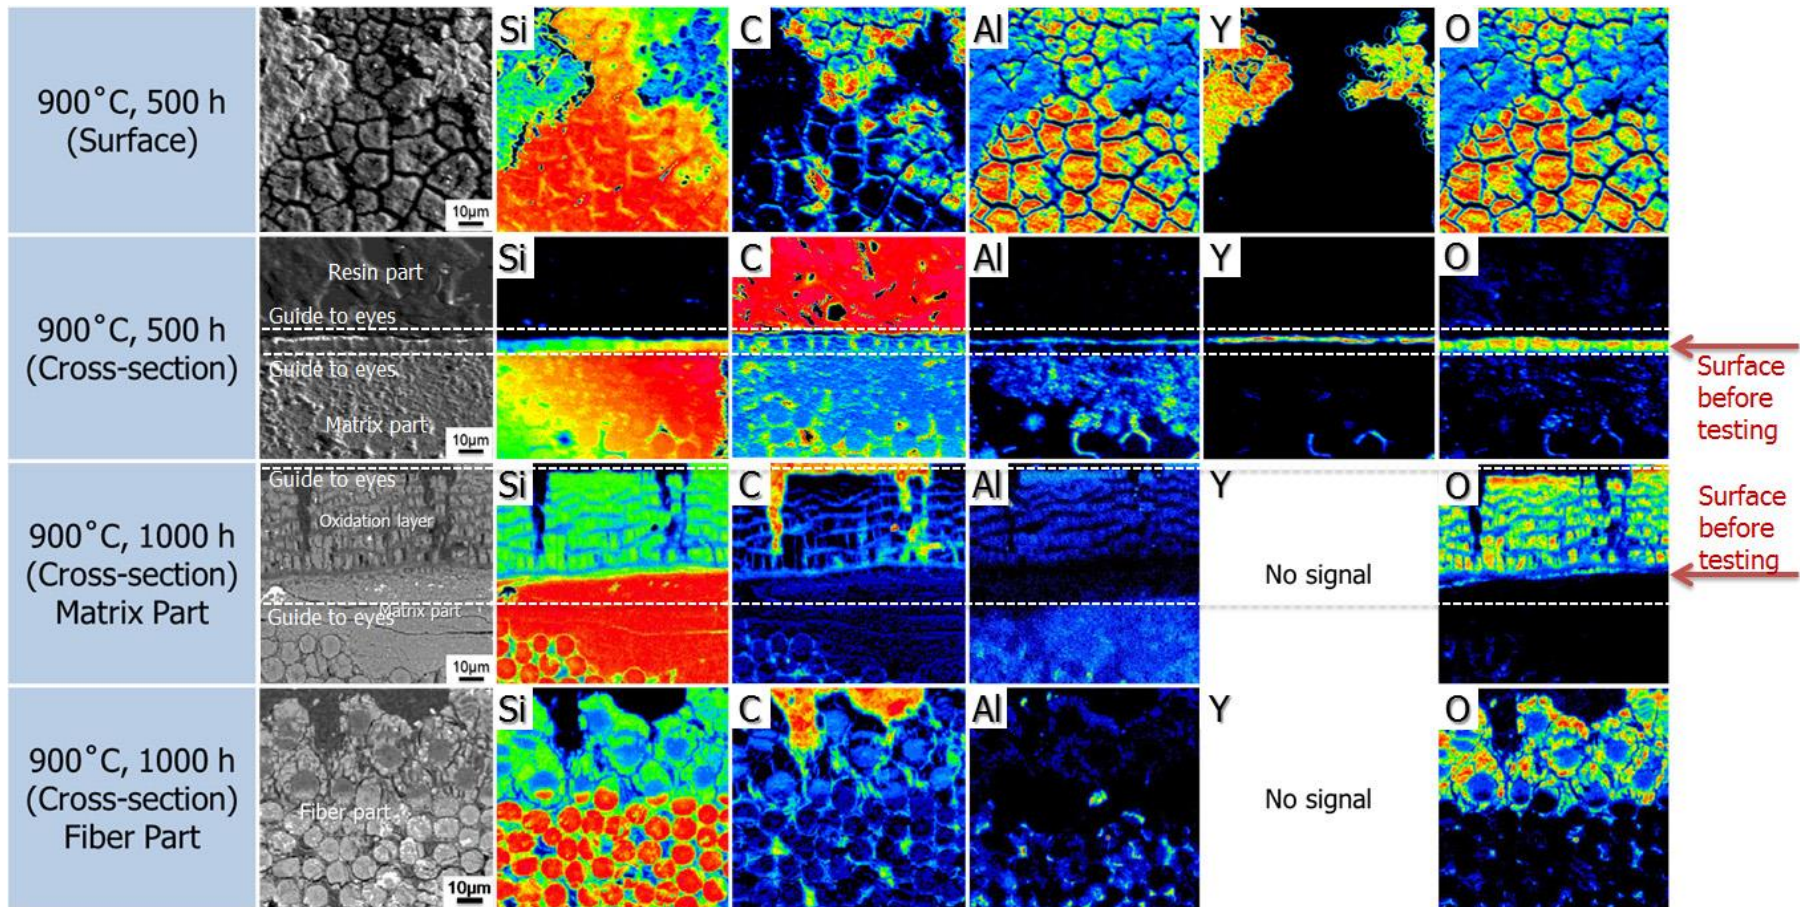 900˚C, 500 h
(Surface)
10μm
Si
C
Al
Y
O
900˚C, 500 h
(Cross-section)
Resin part
Guide to eyes
Guide to eyes
Matrix part
10μm
Si
C
Al
Y
O
Surface
before
testing
900˚C, 1000 h
(Cross-section)
Matrix Part
Guide to eyes
Oxidation layer
Matrix part
Guide to eyes
10μm
Si
C
Al
Y
No signal
O
Surface
before
testing
900˚C, 1000 h
(Cross-section)
Fiber Part
Fiber part
10μm
Si
C
Al
Y
No signal
O